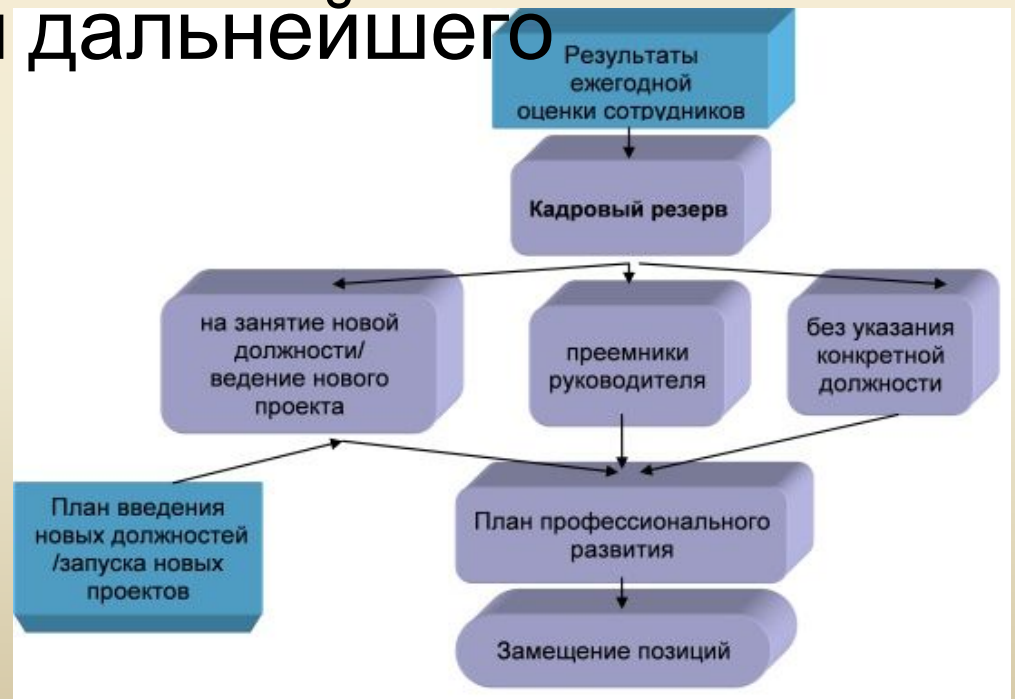 дальнейшего
Результаты
ежегодной
оценки сотрудников
Кадровый резерв
на занятие новой
должности/
ведение нового
проекта
преемники
руководителя
без указания
конкретной
должности
План введения
новых должностей
/запуска новых
проектов
План профессионального
развития
Замещение позиций